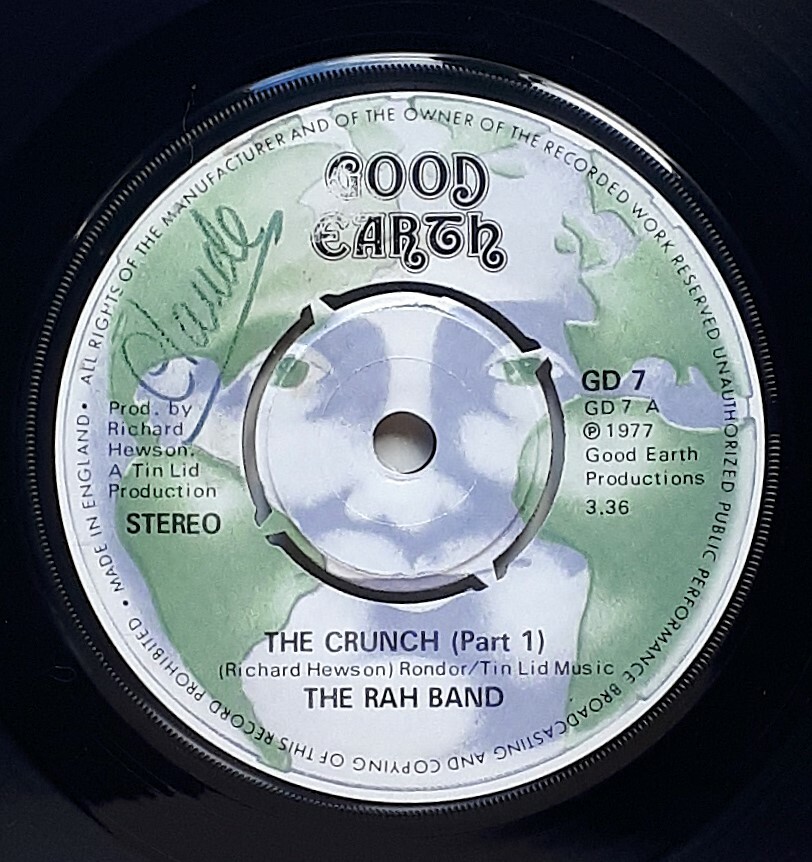 MADE IN ENGLAND • ALL RIGHTS OF THE MANUFACTURER AND OF THE OWNER OF THE RECORDED WORK RESERVED UNAUTHORIZED PUBLIC PERFORMANCE BROADCASTING AND COPYING OF THIS RECORD PROHIBITED •
GOOD
EARTH
Claude
Prod. by
Richard
Hewson.
A Tin Lid
Production
STEREO
GD 7
GD 7 A
℗ 1977
Good Earth
Productions
3.36
THE CRUNCH (Part 1)
(Richard Hewson) Rondor/Tin Lid Music
THE RAH BAND